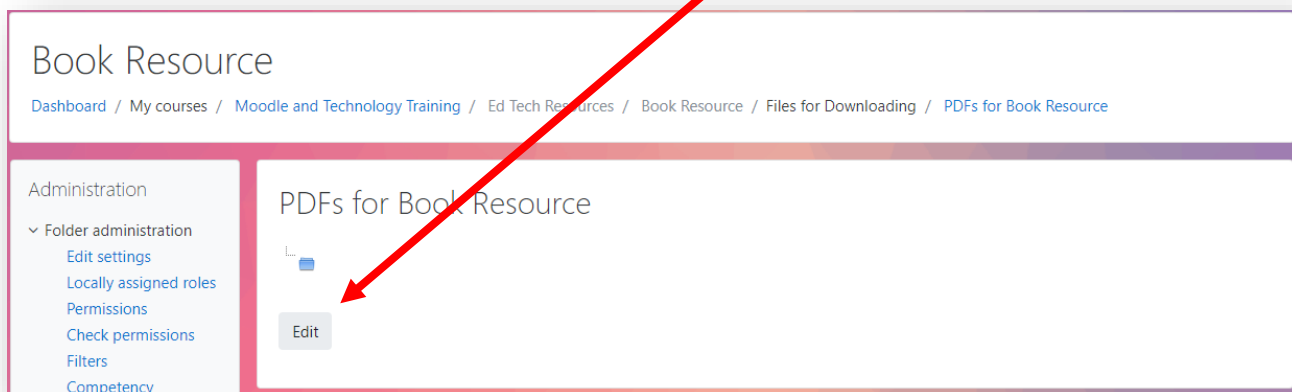 Book Resource
Dashboard / My courses / Moodle and Technology Training / Ed Tech Resources / Book Resource / Files for Downloading / PDFs for Book Resource
Administration
Folder administration
Edit settings
Locally assigned roles
Permissions
Check permissions
Filters
Competency
PDFs for Book Resource
Edit